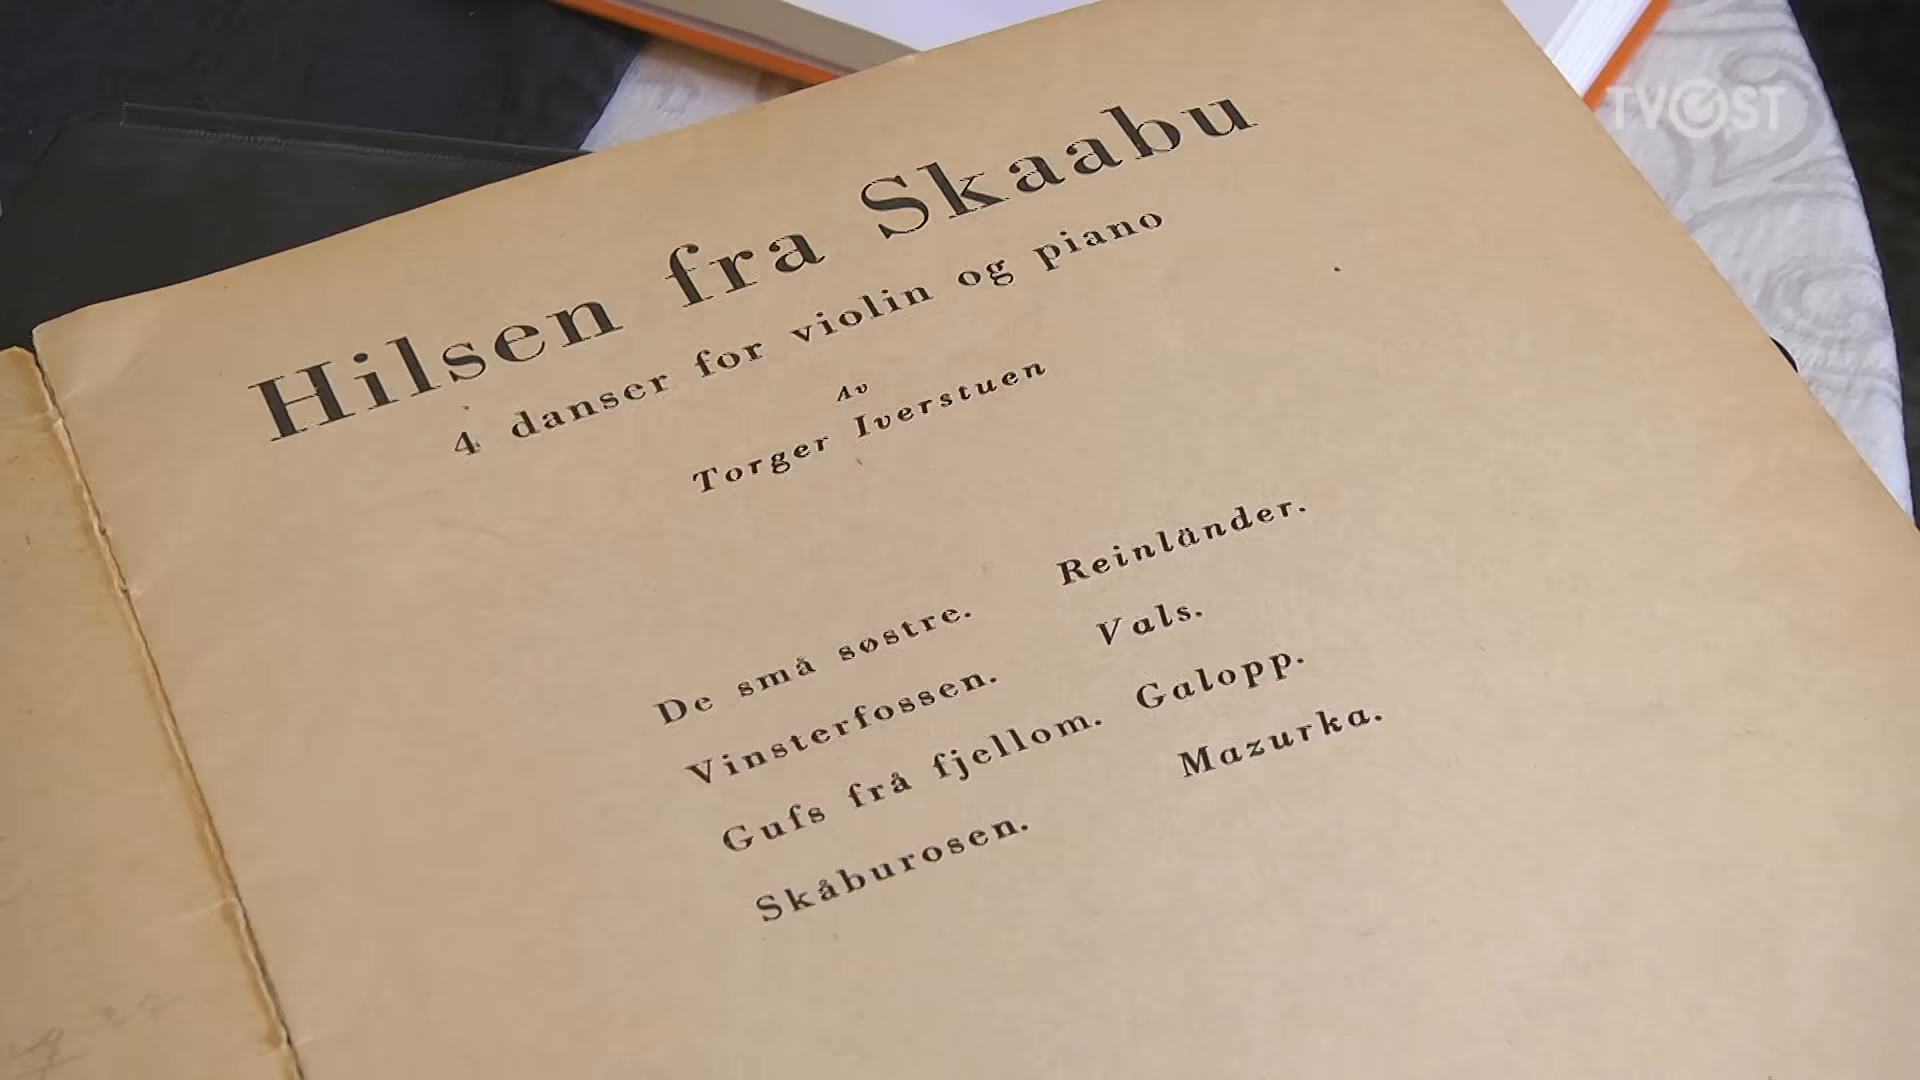 TVØST
Hilsen fra Skaabu
4 danser for violin og piano
Av
Torger Iverstuen
De små søstre. Reinländer.
Vinsterfossen. Vals.
Gufs frå fjellom. Galopp.
Skåburosen. Mazurka.